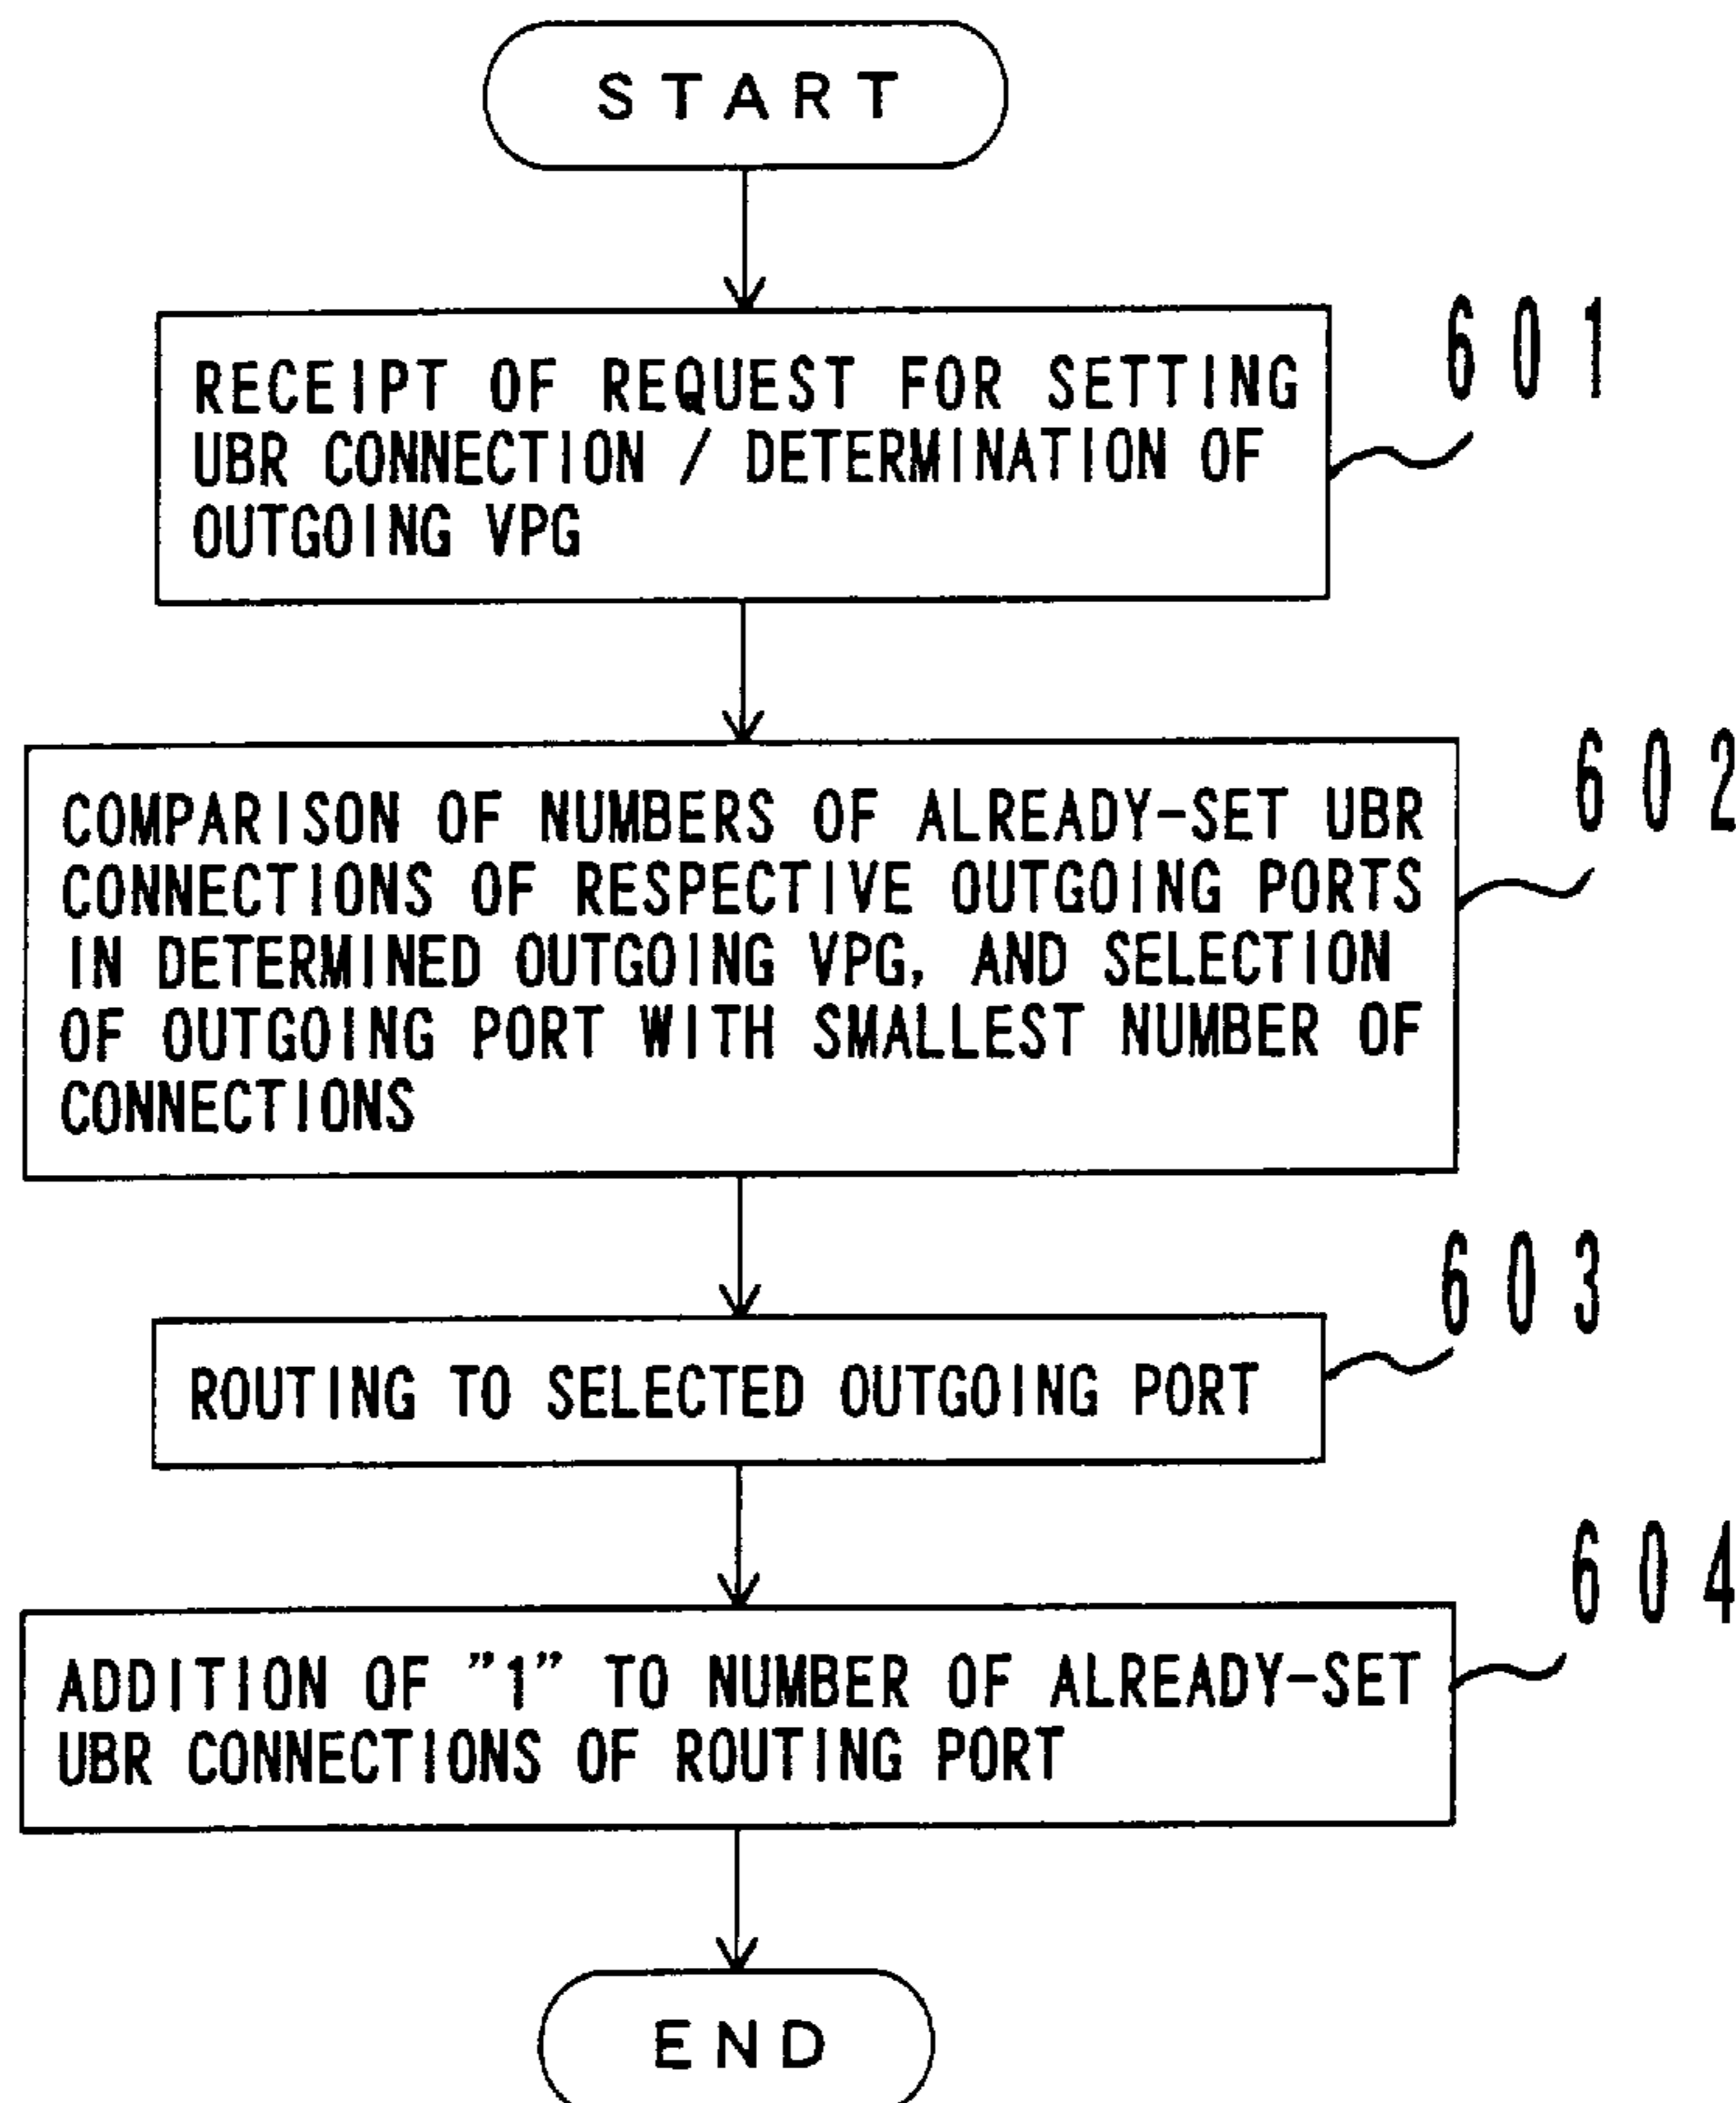 START
601
RECEIPT OF REQUEST FOR SETTING
UBR CONNECTION / DETERMINATION OF
OUTGOING VPG
602
COMPARISON OF NUMBERS OF ALREADY-SET UBR
CONNECTIONS OF RESPECTIVE OUTGOING PORTS
IN DETERMINED OUTGOING VPG, AND SELECTION
OF OUTGOING PORT WITH SMALLEST NUMBER OF
CONNECTIONS
603
ROUTING TO SELECTED OUTGOING PORT
604
ADDITION OF ”1” TO NUMBER OF ALREADY-SET
UBR CONNECTIONS OF ROUTING PORT
END